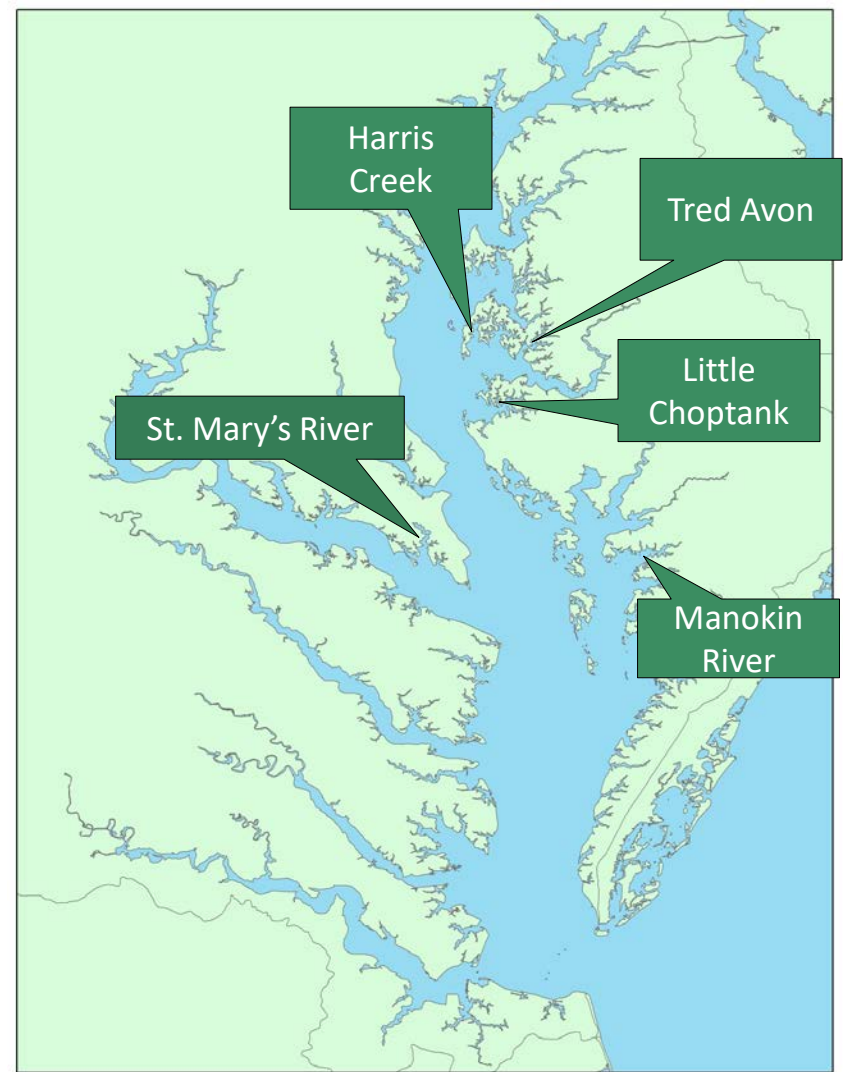 Harris
Creek
Tred Avon
Little
Choptank
St. Mary’s River
Manokin
River